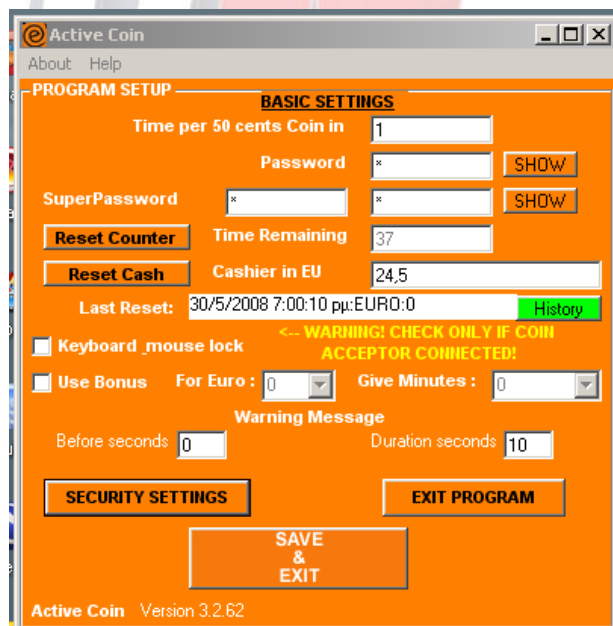 Active Coin
About Help
PROGRAM SETUP
BASIC SETTINGS
Time per 50 cents Coin in 1
Password * SHOW
SuperPassword * * SHOW
Reset Counter Time Remaining 37
Reset Cash Cashier in EU 24,5
Last Reset: 30/5/2008 7:00:10 pμ:EURO:0 History
Keyboard_mouse lock <-- WARNING! CHECK ONLY IF COIN
ACCEPTOR CONNECTED!
Use Bonus For Euro : 0 Give Minutes : 0
Warning Message
Before seconds 0 Duration seconds 10
SECURITY SETTINGS EXIT PROGRAM
SAVE
&
EXIT
Active Coin Version 3.2.62